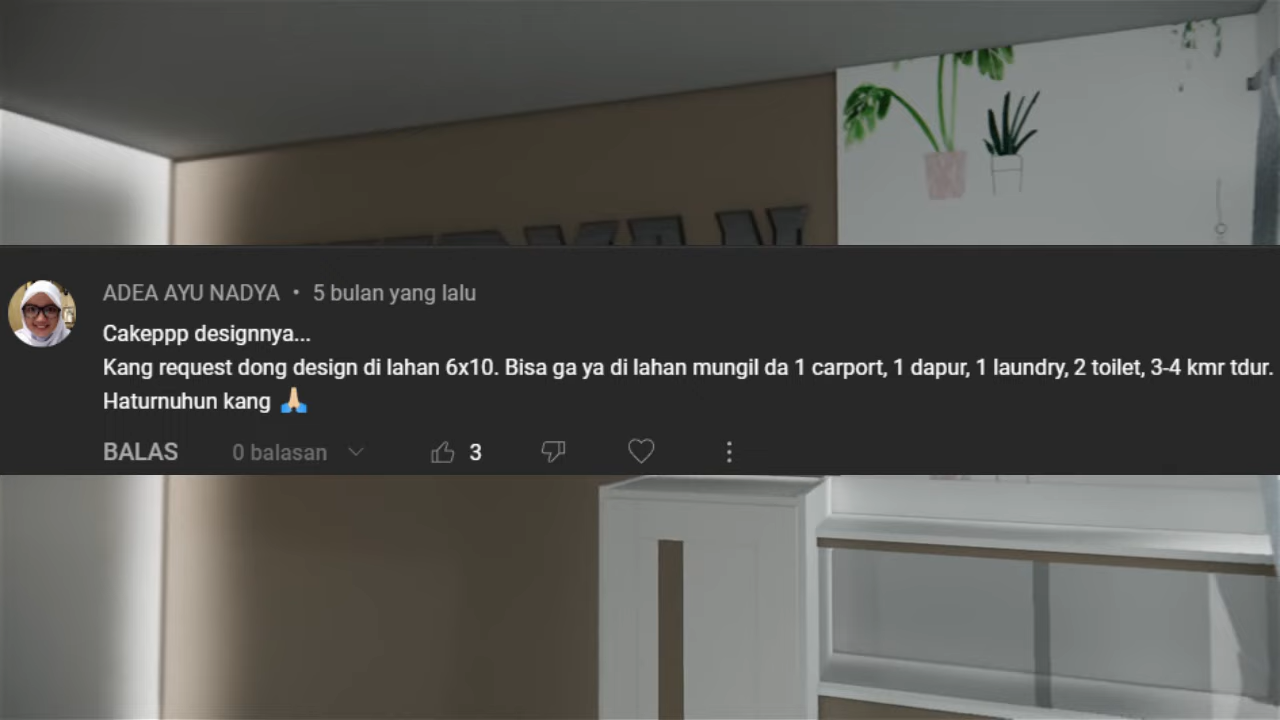 ADEA AYU NADYA • 5 bulan yang lalu
Cakeppp designnya...
Kang request dong design di lahan 6x10. Bisa ga ya di lahan mungil da 1 carport, 1 dapur, 1 laundry, 2 toilet, 3-4 kmr tdur.
Haturnuhun kang 🙏🏼
BALAS 0 balasan 3